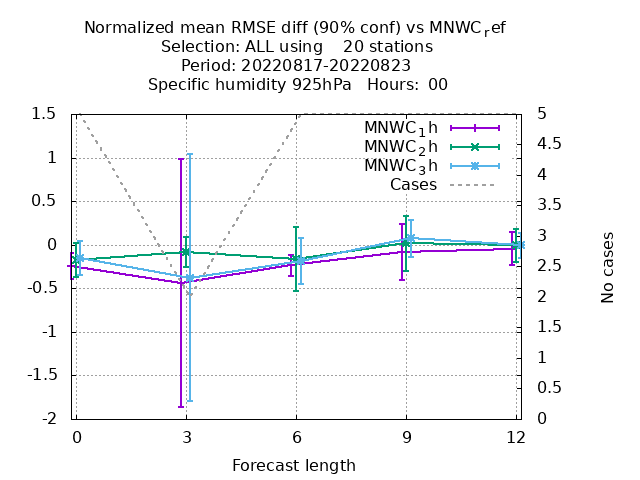 Normalized mean RMSE diff (90% conf) vs MNWC_ref
Selection: ALL using    20 stations
Period: 20220817-20220823
Specific humidity 925hPa   Hours:  00
MNWC_1h
MNWC_2h
MNWC_3h
Cases
1.5
1
0.5
0
-0.5
-1
-1.5
-2
5
4.5
4
3.5
3
2.5
2
1.5
1
0.5
0
No cases
0 3 6 9 12
Forecast length